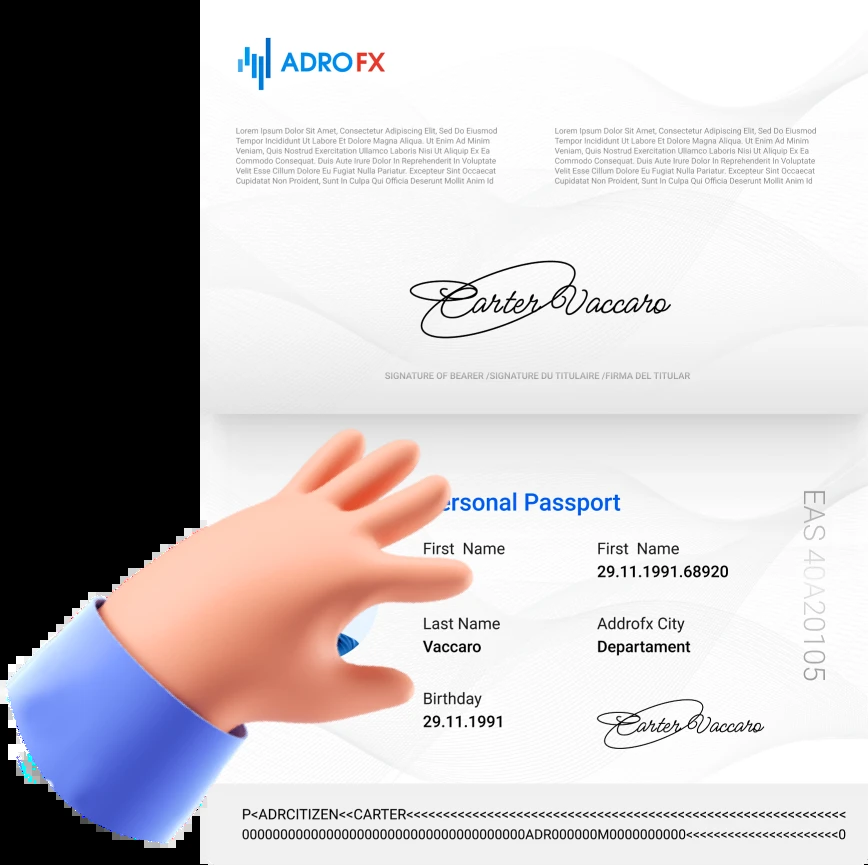 ADROFX
Lorem Ipsum Dolor Sit Amet, Consectetur Adipiscing Elit, Sed Do Eiusmod
Tempor Incididunt Ut Labore Et Dolore Magna Aliqua. Ut Enim Ad Minim
Veniam, Quis Nostrud Exercitation Ullamco Laboris Nisi Ut Aliquip Ex Ea
Commodo Consequat. Duis Aute Irure Dolor In Reprehenderit In Voluptate
Velit Esse Cillum Dolore Eu Fugiat Nulla Pariatur. Excepteur Sint Occaecat
Cupidatat Non Proident, Sunt In Culpa Qui Officia Deserunt Mollit Anim Id
Lorem Ipsum Dolor Sit Amet, Consectetur Adipiscing Elit, Sed Do Eiusmod
Tempor Incididunt Ut Labore Et Dolore Magna Aliqua. Ut Enim Ad Minim
Veniam, Quis Nostrud Exercitation Ullamco Laboris Nisi Ut Aliquip Ex Ea
Commodo Consequat. Duis Aute Irure Dolor In Reprehenderit In Voluptate
Velit Esse Cillum Dolore Eu Fugiat Nulla Pariatur. Excepteur Sint Occaecat
Cupidatat Non Proident, Sunt In Culpa Qui Officia Deserunt Mollit Anim Id
Carter Vaccaro
SIGNATURE OF BEARER /SIGNATURE DU TITULAIRE /FIRMA DEL TITULAR
ersonal Passport
First Name
First Name
29.11.1991.68920
Last Name
Vaccaro
Addrofx City
Departament
Birthday
29.11.1991
Carter Vaccaro
EAS 40A20105
P<ADRCITIZEN<<CARTER<<<<<<<<<<<<<<<<<<<<<<<<<<<<<<<<<<<<<<<<<<<<<<<<<<<<<<<<<<<<<<<<
000000000000000000000000000000000000ADR000000M0000000000<<<<<<<<<<<<<<<<<<<<<<0